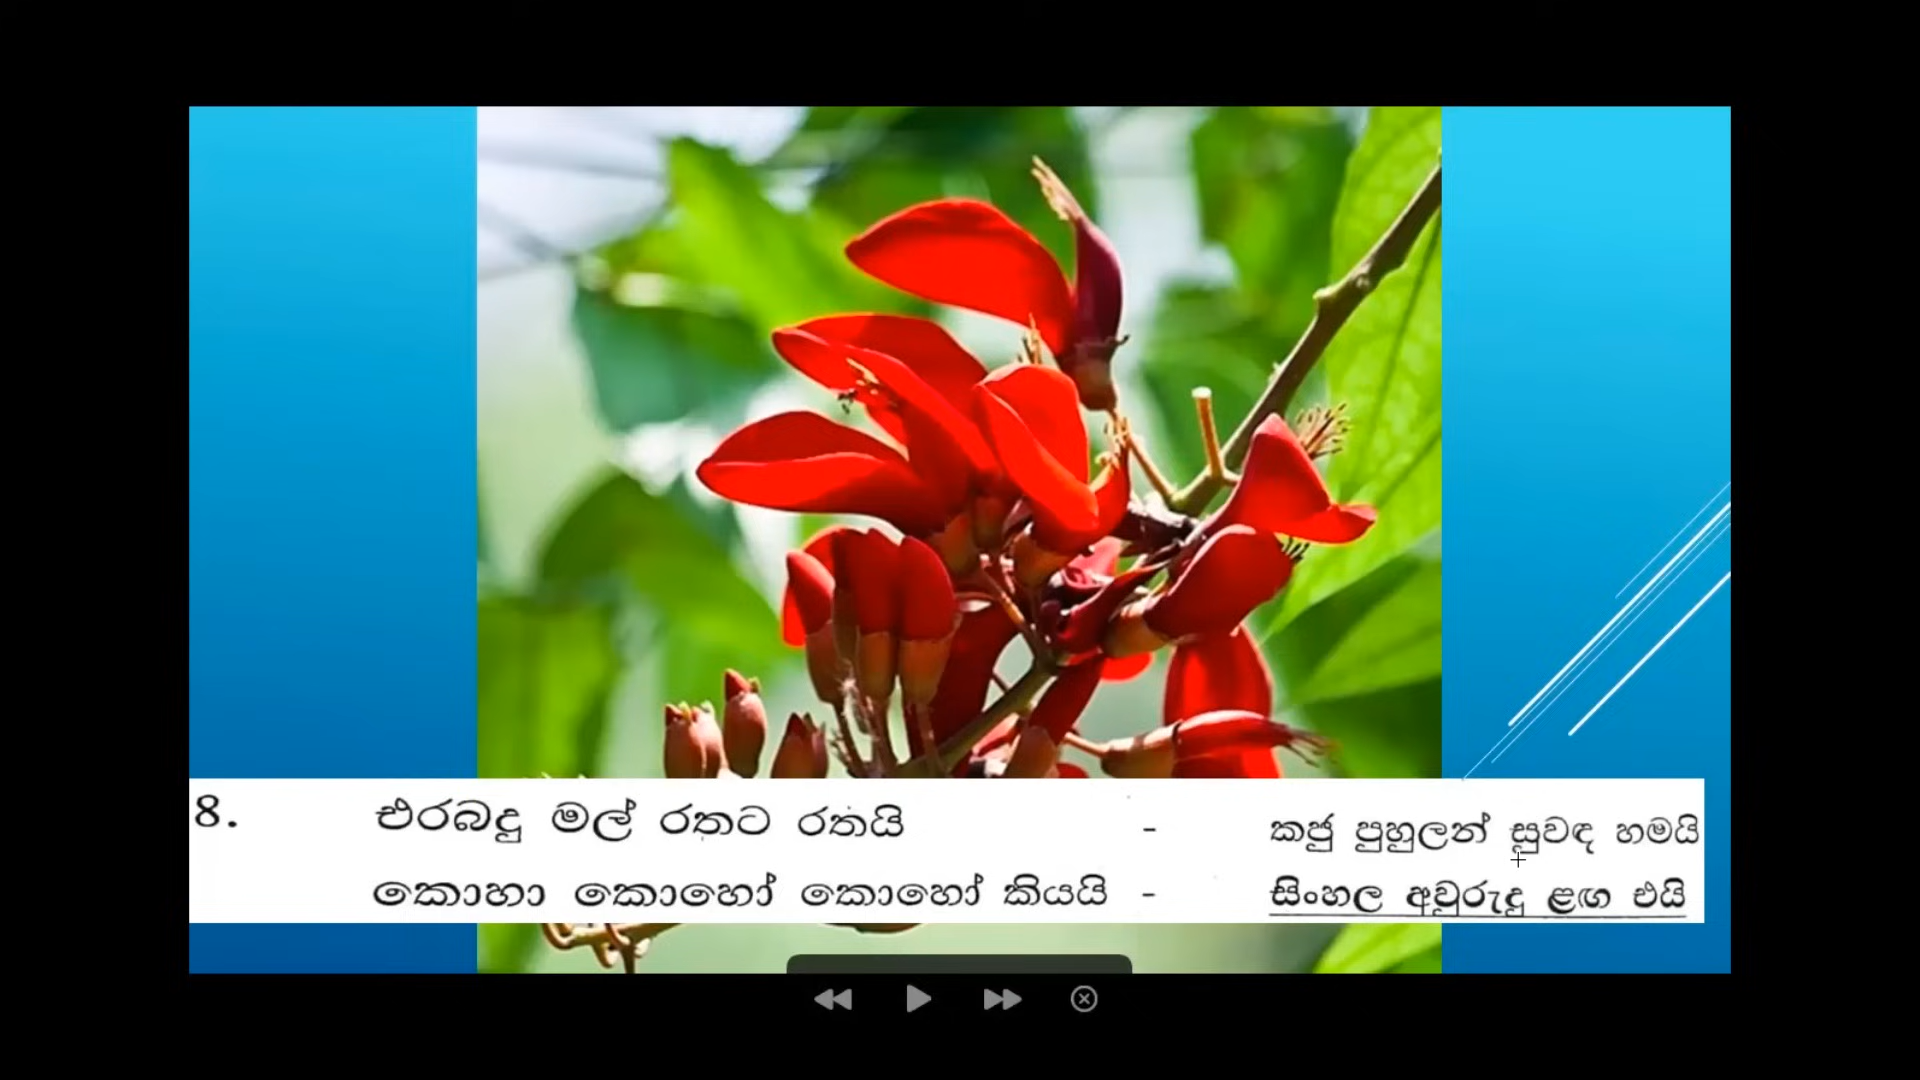 8. එරබදු මල් රතට රතයි - කජු පුහුලන් සුවඳ හමයි
කොහා කොහෝ කොහෝ කියයි - සිංහල අවුරුදු ළඟ එයි